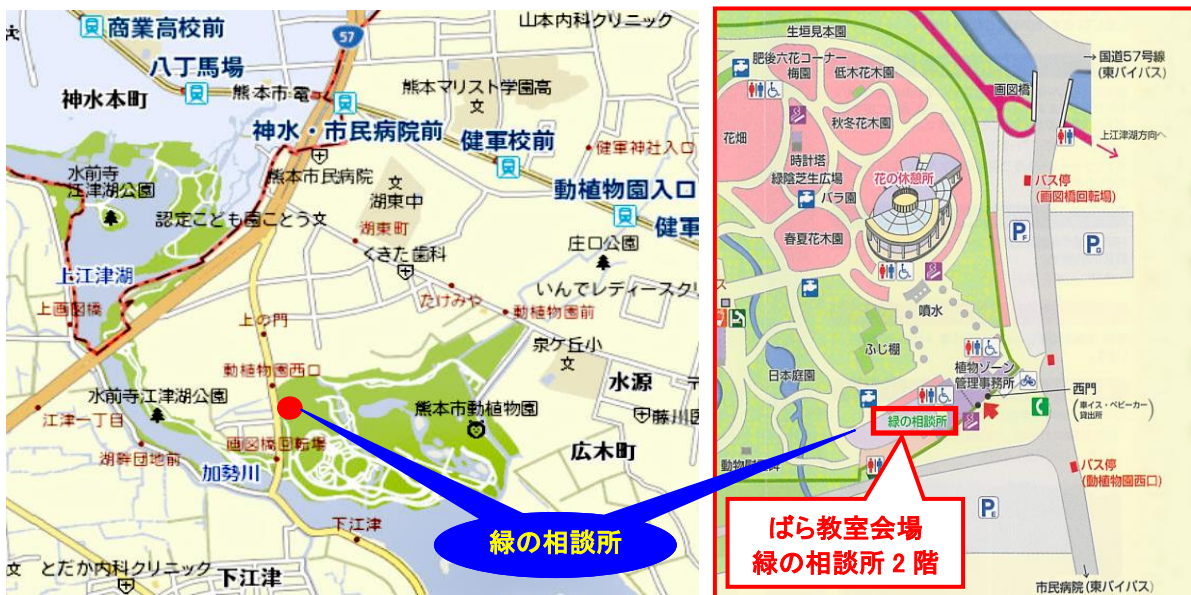 商業高校前
57
山本内科クリニック
八丁馬場
神水本町
熊本市電
熊本マリスト学園高
文
神水・市民病院前
健軍校前
健軍神社入口
水前寺
江津湖公園
熊本市民病院
文
湖東中
動植物園入口
認定こども園ことう 文
湖東町
健軍
くきた歯科
庄口公園
上江津湖
たけみや
いんでレディースクリ
上画図橋
上の門
動植物園前
泉ケ丘小
文
動植物園西口
水源
水前寺江津湖公園
熊本市動植物園
藤川医
江津一丁目
画図橋回転場
広木町
湖畔団地前
加勢川
緑の相談所
下江津
文
とだか内科クリニック
下江津
生垣見本園
国道57号線
(東バイパス)
肥後六花コーナー
梅園
低木花木園
画図橋
花畑
秋冬花木園
上江津湖方向へ
時計塔
緑陰芝生広場
花の休憩所
バス停
(画図橋回転場)
バラ園
PF
PG
春夏花木園
ス
噴水
ふじ棚
日本庭園
植物ゾーン
管理事務所
西門
(車イス・ベビーカー
貸出所)
緑の相談所
バス停
(動植物園西口)
PE
ばら教室会場
緑の相談所2階
市民病院(東バイパス)